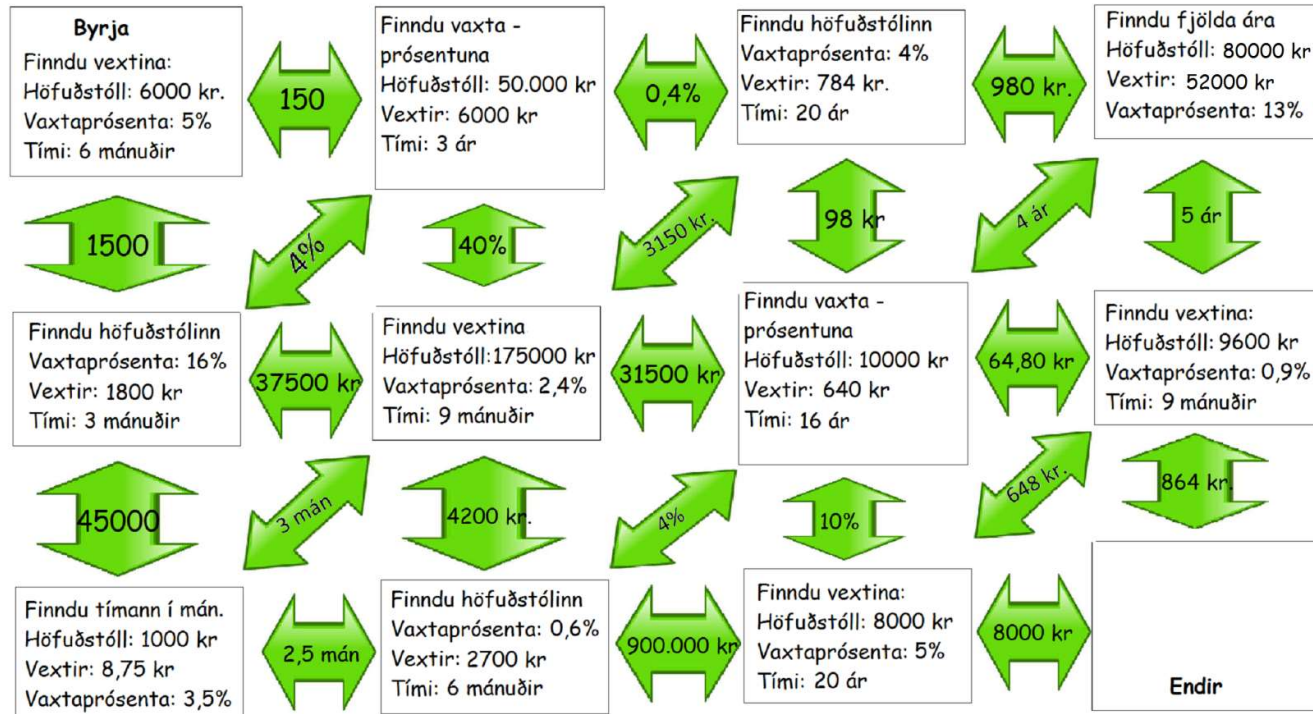 Byrja
Finndu vextina:
Höfuðstóll: 6000 kr.
Vaxtaprósenta: 5%
Tími: 6 mánuðir
150
Finndu vaxta -
prósentuna
Höfuðstóll: 50.000 kr
Vextir: 6000 kr
Tími: 3 ár
0,4%
Finndu höfuðstólinn
Vaxtaprósenta: 4%
Vextir: 784 kr.
Tími: 20 ár
980 kr.
Finndu fjölda ára
Höfuðstóll: 80000 kr
Vextir: 52000 kr
Vaxtaprósenta: 13%
1500
4%
40%
3150 kr.
98 kr
4 ár
5 ár
Finndu höfuðstólinn
Vaxtaprósenta: 16%
Vextir: 1800 kr
Tími: 3 mánuðir
37500 kr
Finndu vextina
Höfuðstóll:175000 kr
Vaxtaprósenta: 2,4%
Tími: 9 mánuðir
31500 kr
Finndu vaxta -
prósentuna
Höfuðstóll: 10000 kr
Vextir: 640 kr
Tími: 16 ár
64,80 kr
Finndu vextina:
Höfuðstóll: 9600 kr
Vaxtaprósenta: 0,9%
Tími: 9 mánuðir
45000
3 mán
4200 kr.
4%
10%
648 kr.
864 kr.
Finndu tímann í mán.
Höfuðstóll: 1000 kr
Vextir: 8,75 kr
Vaxtaprósenta: 3,5%
2,5 mán
Finndu höfuðstólinn
Vaxtaprósenta: 0,6%
Vextir: 2700 kr
Tími: 6 mánuðir
900.000 kr
Finndu vextina:
Höfuðstóll: 8000 kr
Vaxtaprósenta: 5%
Tími: 20 ár
8000 kr
Endir